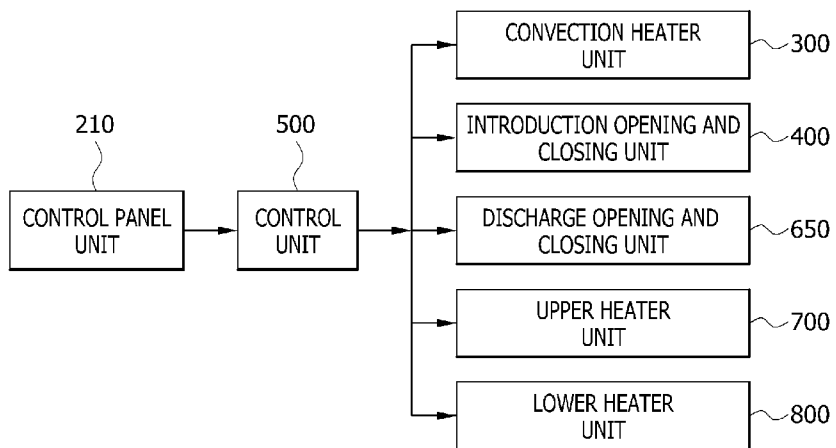 CONVECTION HEATER
UNIT
300
210
500
INTRODUCTION OPENING AND
CLOSING UNIT
400
CONTROL PANEL
UNIT
CONTROL
UNIT
DISCHARGE OPENING AND
CLOSING UNIT
650
UPPER HEATER
UNIT
700
LOWER HEATER
UNIT
800